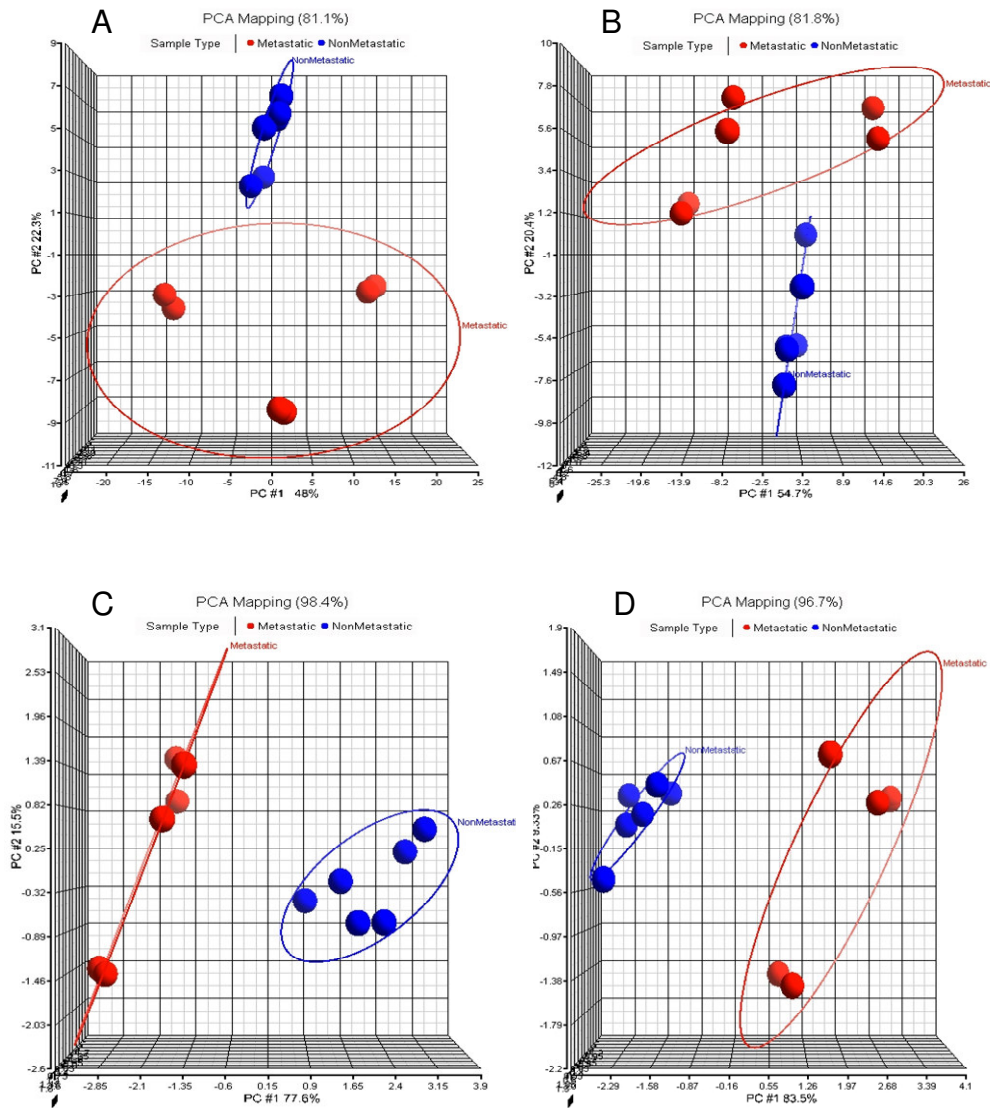 A
PCA Mapping (81.1%)
Sample Type Metastatic NonMetastatic
9
NonMetastatic
7
5
3
1
-1
-3
Metastatic
-5
-7
-9
-11
PC #2 22.3%
-20 -15 -10 -5 0 5 10 15 20 25
PC #1 48%
B
PCA Mapping (81.8%)
Sample Type Metastatic NonMetastatic
10
Metastatic
7.8
5.6
3.4
1.2
-1
-3.2
-5.4
NonMetastatic
-7.6
-9.8
-12
PC #2 20.4%
-25.3 -19.6 -13.9 -8.2 -2.5 3.2 8.9 14.6 20.3 26
PC #1 54.7%
C
PCA Mapping (98.4%)
Sample Type Metastatic NonMetastatic
3.1
Metastatic
2.53
1.96
1.39
0.82
NonMetastati
0.25
-0.32
-0.89
-1.46
-2.03
-2.6
PC #2 15.5%
-2.85 -2.1 -1.35 -0.6 0.15 0.9 1.65 2.4 3.15 3.9
PC #1 77.6%
D
PCA Mapping (96.7%)
Sample Type Metastatic NonMetastatic
1.9
Metastatic
1.49
1.08
NonMetastatic
0.67
0.26
-0.15
-0.56
-0.97
-1.38
-1.79
-2.2
PC #2 9.33%
-2.29 -1.58 -0.87 -0.16 0.55 1.26 1.97 2.68 3.39 4.1
PC #1 83.5%